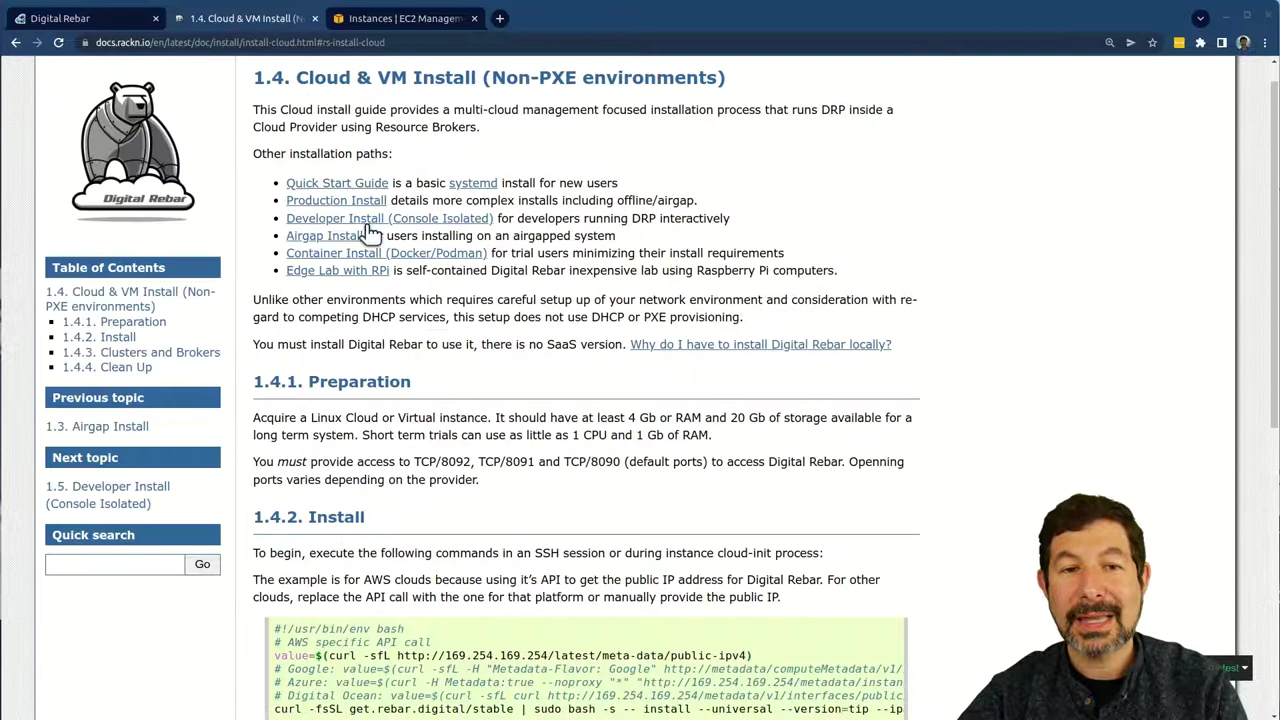 Digital Rebar
1.4. Cloud & VM Install (N
Instances | EC2 Managem
docs.rackn.io/en/latest/doc/install/install-cloud.html#rs-install-cloud
Digital Rebar
Table of Contents
1.4. Cloud & VM Install (Non-
PXE environments)
1.4.1. Preparation
1.4.2. Install
1.4.3. Clusters and Brokers
1.4.4. Clean Up
Previous topic
1.3. Airgap Install
Next topic
1.5. Developer Install
(Console Isolated)
Quick search
Go
1.4. Cloud & VM Install (Non-PXE environments)
This Cloud install guide provides a multi-cloud management focused installation process that runs DRP inside a
Cloud Provider using Resource Brokers.
Other installation paths:
Quick Start Guide is a basic systemd install for new users
Production Install details more complex installs including offline/airgap.
Developer Install (Console Isolated) for developers running DRP interactively
Airgap Install users installing on an airgapped system
Container Install (Docker/Podman) for trial users minimizing their install requirements
Edge Lab with RPi is self-contained Digital Rebar inexpensive lab using Raspberry Pi computers.
Unlike other environments which requires careful setup up of your network environment and consideration with re-
gard to competing DHCP services, this setup does not use DHCP or PXE provisioning.
You must install Digital Rebar to use it, there is no SaaS version. Why do I have to install Digital Rebar locally?
1.4.1. Preparation
Acquire a Linux Cloud or Virtual instance. It should have at least 4 Gb or RAM and 20 Gb of storage available for a
long term system. Short term trials can use as little as 1 CPU and 1 Gb of RAM.
You must provide access to TCP/8092, TCP/8091 and TCP/8090 (default ports) to access Digital Rebar. Openning
ports varies depending on the provider.
1.4.2. Install
To begin, execute the following commands in an SSH session or during instance cloud-init process:
The example is for AWS clouds because using it's API to get the public IP address for Digital Rebar. For other
clouds, replace the API call with the one for that platform or manually provide the public IP.
#!/usr/bin/env bash
# AWS specific API call
value=$(curl -sfL http://169.254.169.254/latest/meta-data/public-ipv4)
# Google: value=$(curl -sfL -H "Metadata-Flavor: Google" http://metadata/computeMetadata/v1/
# Azure: value=$(curl -H Metadata:true --noproxy "*" "http://169.254.169.254/metadata/instan
# Digital Ocean: value=$(curl -sfL curl http://169.254.169.254/metadata/v1/interfaces/public
curl -fsSL get.rebar.digital/stable | sudo bash -s -- install --universal --version=tip --ip